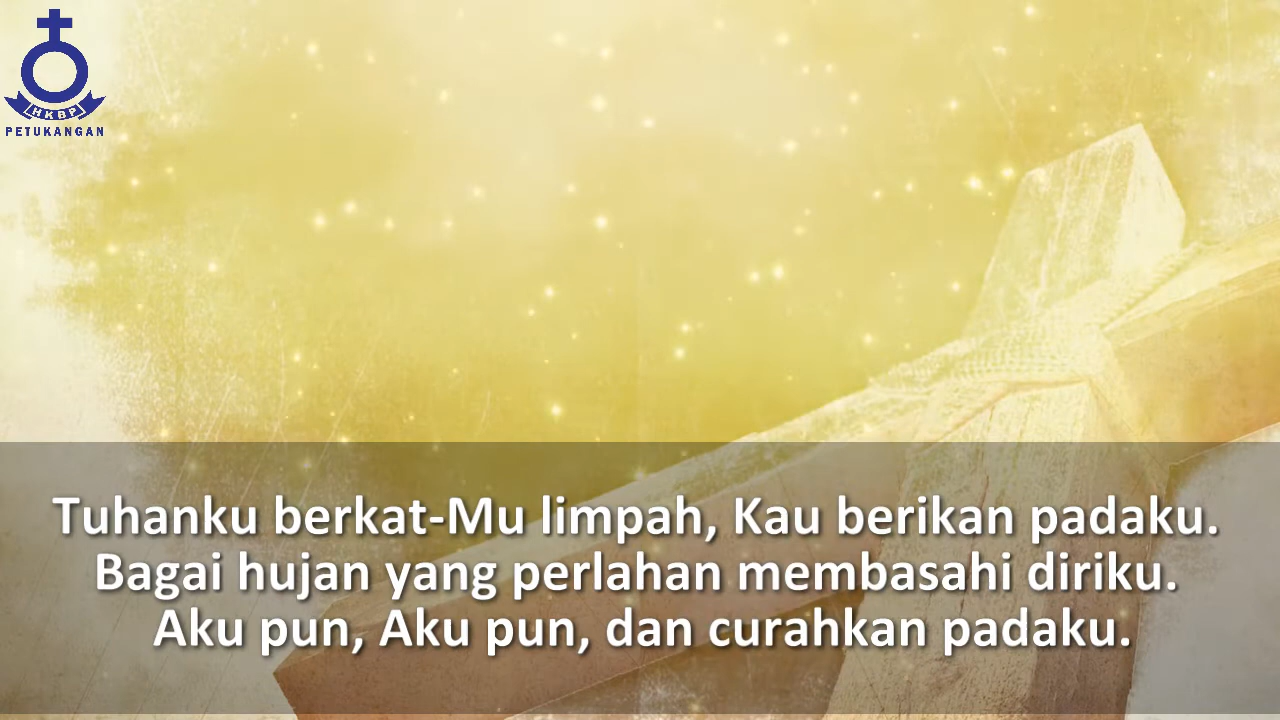 HKBP
PETUKANGAN
Tuhanku berkat-Mu limpah, Kau berikan padaku.
Bagai hujan yang perlahan membasahi diriku.
Aku pun, Aku pun, dan curahkan padaku.